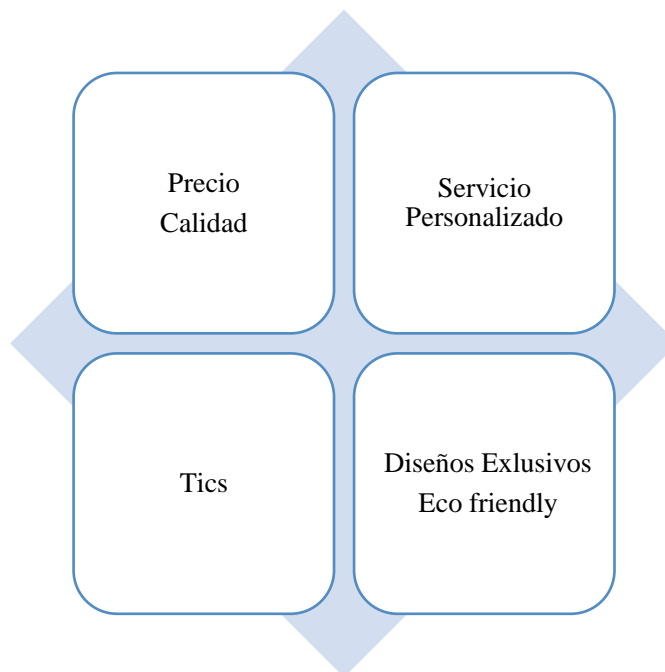 Precio
Calidad
Servicio
Personalizado
Tics
Diseños Exlusivos
Eco friendly